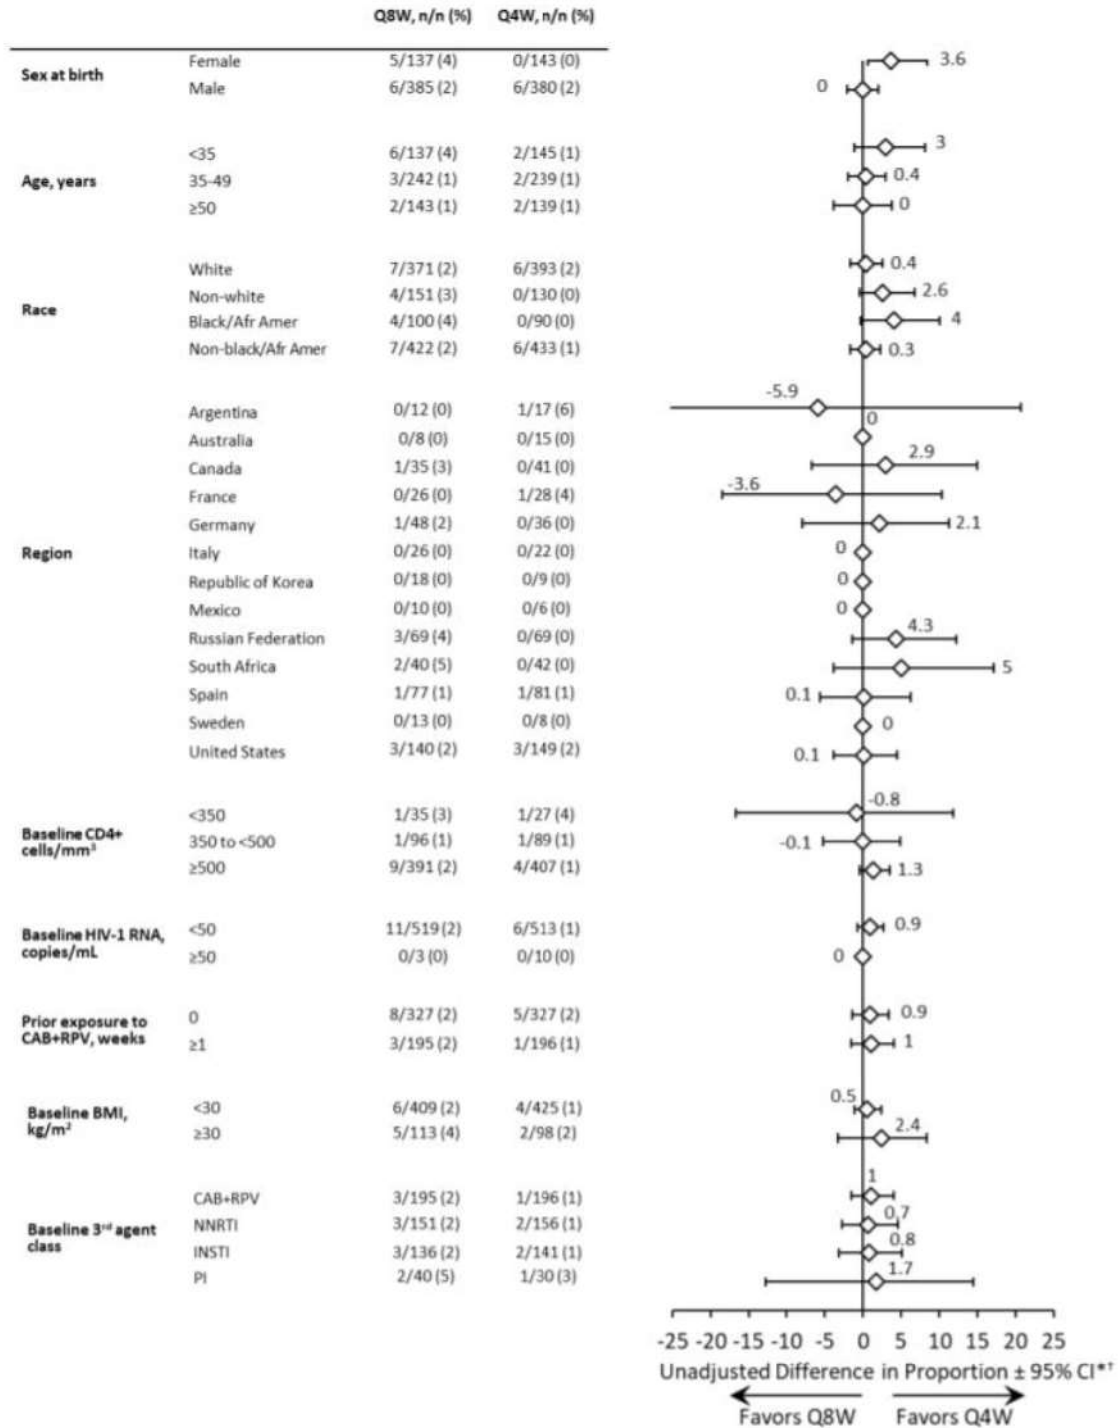 Q8W, n/n (%) Q4W, n/n (%)
Sex at birth
Female 5/137 (4) 0/143 (0) 3.6
Male 6/385 (2) 6/380 (2) 0
Age, years
<35 6/137 (4) 2/145 (1) 3
35-49 3/242 (1) 2/239 (1) 0.4
≥50 2/143 (1) 2/139 (1) 0
Race
White 7/371 (2) 6/393 (2) 0.4
Non-white 4/151 (3) 0/130 (0) 2.6
Black/Afr Amer 4/100 (4) 0/90 (0) 4
Non-black/Afr Amer 7/422 (2) 6/433 (1) 0.3
Region
Argentina 0/12 (0) 1/17 (6) -5.9
Australia 0/8 (0) 0/15 (0) 0
Canada 1/35 (3) 0/41 (0) 2.9
France 0/26 (0) 1/28 (4) -3.6
Germany 1/48 (2) 0/36 (0) 2.1
Italy 0/26 (0) 0/22 (0) 0
Republic of Korea 0/18 (0) 0/9 (0) 0
Mexico 0/10 (0) 0/6 (0) 0
Russian Federation 3/69 (4) 0/69 (0) 4.3
South Africa 2/40 (5) 0/42 (0) 5
Spain 1/77 (1) 1/81 (1) 0.1
Sweden 0/13 (0) 0/8 (0) 0
United States 3/140 (2) 3/149 (2) 0.1
Baseline CD4+
cells/mm³
<350 1/35 (3) 1/27 (4) -0.8
350 to <500 1/96 (1) 1/89 (1) -0.1
≥500 9/391 (2) 4/407 (1) 1.3
Baseline HIV-1 RNA,
copies/mL
<50 11/519 (2) 6/513 (1) 0.9
≥50 0/3 (0) 0/10 (0) 0
Prior exposure to
CAB+RPV, weeks
0 8/327 (2) 5/327 (2) 0.9
≥1 3/195 (2) 1/196 (1) 1
Baseline BMI,
kg/m²
<30 6/409 (2) 4/425 (1) 0.5
≥30 5/113 (4) 2/98 (2) 2.4
Baseline 3rd agent
class
CAB+RPV 3/195 (2) 1/196 (1) 1
NNRTI 3/151 (2) 2/156 (1) 0.7
INSTI 3/136 (2) 2/141 (1) 0.8
PI 2/40 (5) 1/30 (3) 1.7
-25 -20 -15 -10 -5 0 5 10 15 20 25
Unadjusted Difference in Proportion ± 95% CI*†
Favors Q8W Favors Q4W